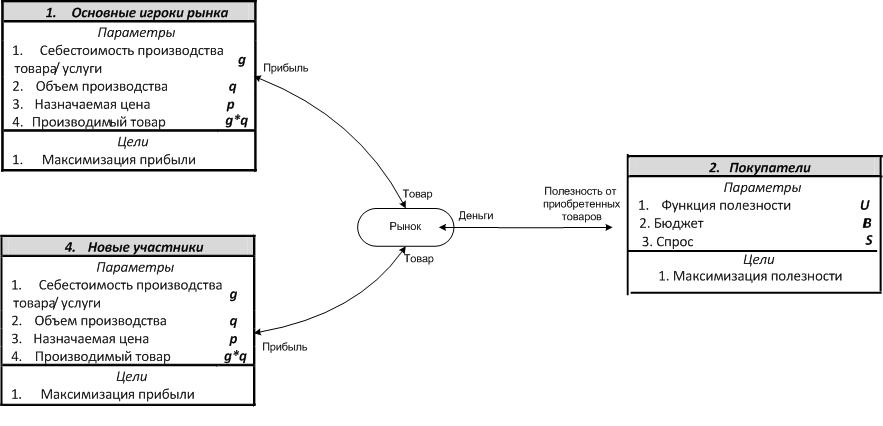 1. Основные игроки рынка
Параметры
1. Себестоимость производства
товара/ услуги g
2. Объем производства q
3. Назначаемая цена p
4. Производимый товар g*q
Цели
1. Максимизация прибыли
Прибыль
Товар
Рынок
Товар
Прибыль
Деньги
Полезность от
приобретенных
товаров
2. Покупатели
Параметры
1. Функция полезности U
2. Бюджет B
3. Спрос S
Цели
1. Максимизация полезности
4. Новые участники
Параметры
1. Себестоимость производства
товара/ услуги g
2. Объем производства q
3. Назначаемая цена p
4. Производимый товар g*q
Цели
1. Максимизация прибыли